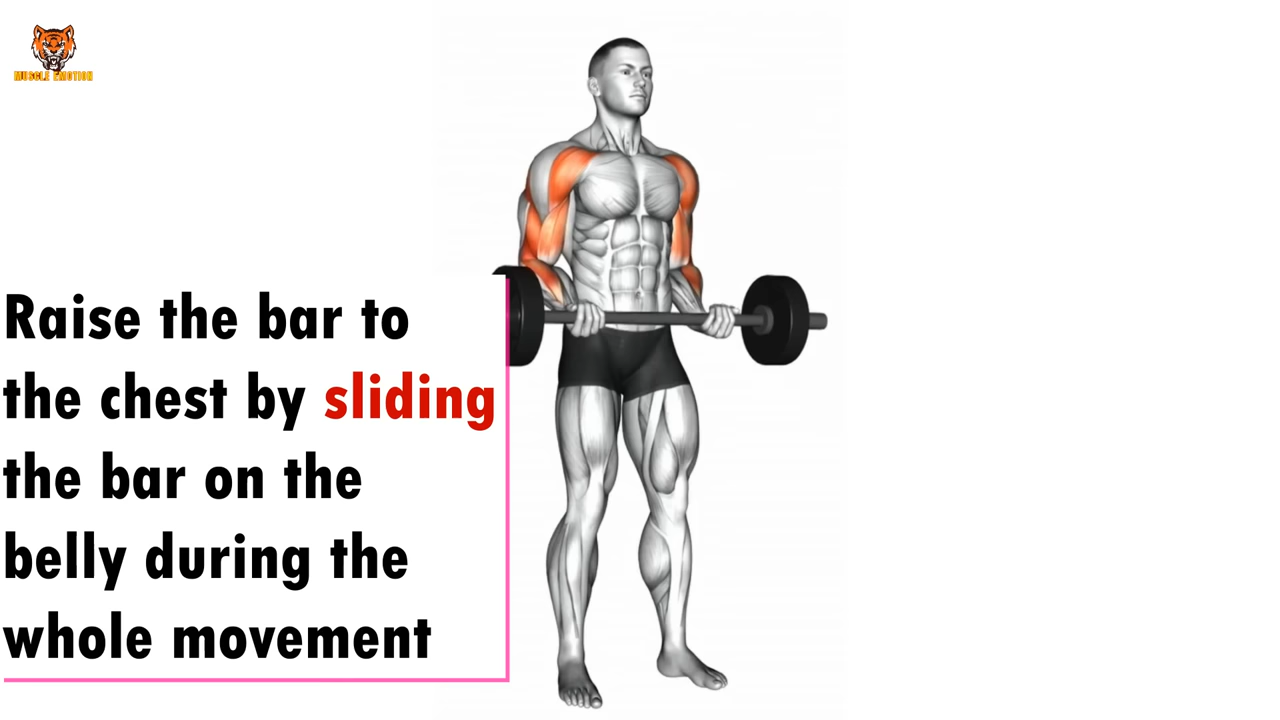 MUSCLE EMOTION
Raise the bar to
the chest by sliding
the bar on the
belly during the
whole movement